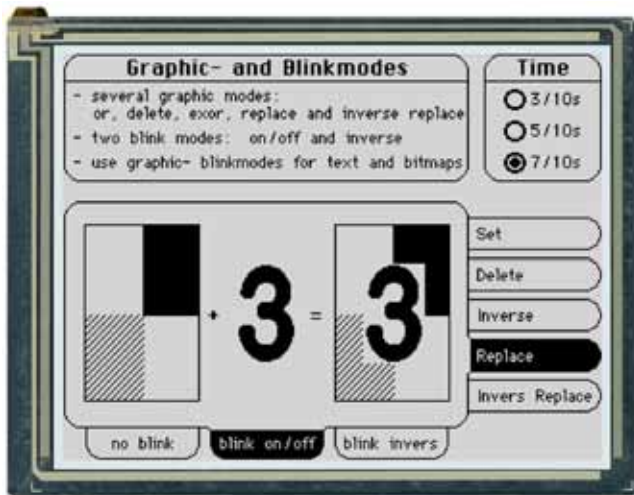 Graphic- and Blinkmodes
- several graphic modes:
or, delete, exor, replace and inverse replace
- two blink modes: on/off and inverse
- use graphic- blinkmodes for text and bitmaps
Time
3/10s
5/10s
7/10s
+ 3 = 3
Set
Delete
Inverse
Replace
Invers Replace
no blink
blink on/off
blink invers